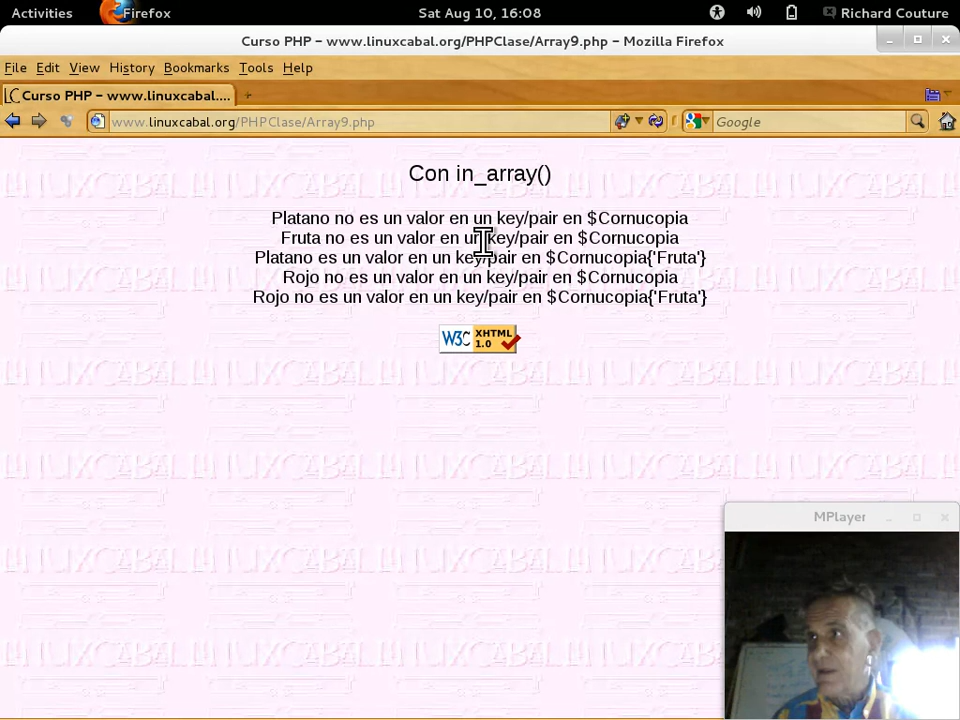 Activities Firefox Sat Aug 10, 16:08 Richard Couture
Curso PHP – www.linuxcabal.org/PHPClase/Array9.php – Mozilla Firefox
File Edit View History Bookmarks Tools Help
Curso PHP – www.linuxcabal....
www.linuxcabal.org/PHPClase/Array9.php Google
Con in_array()
Platano no es un valor en un key/pair en $Cornucopia
Fruta no es un valor en un key/pair en $Cornucopia
Platano es un valor en un key/pair en $Cornucopia{'Fruta'}
Rojo no es un valor en un key/pair en $Cornucopia
Rojo no es un valor en un key/pair en $Cornucopia{'Fruta'}
W3C XHTML 1.0
MPlayer